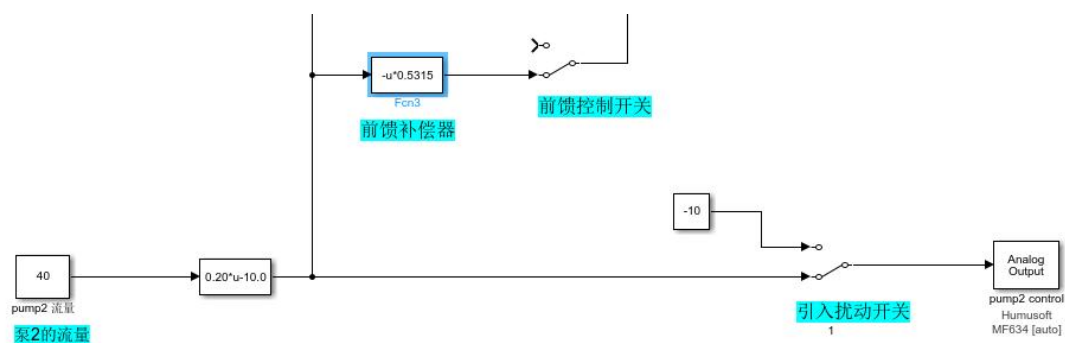 -u*0.5315
Fcn3
前馈补偿器
前馈控制开关
-10
40
pump2 流量
泵2的流量
0.20*u-10.0
引入扰动开关
1
Analog
Output
pump2 control
Humusoft
MF634 [auto]